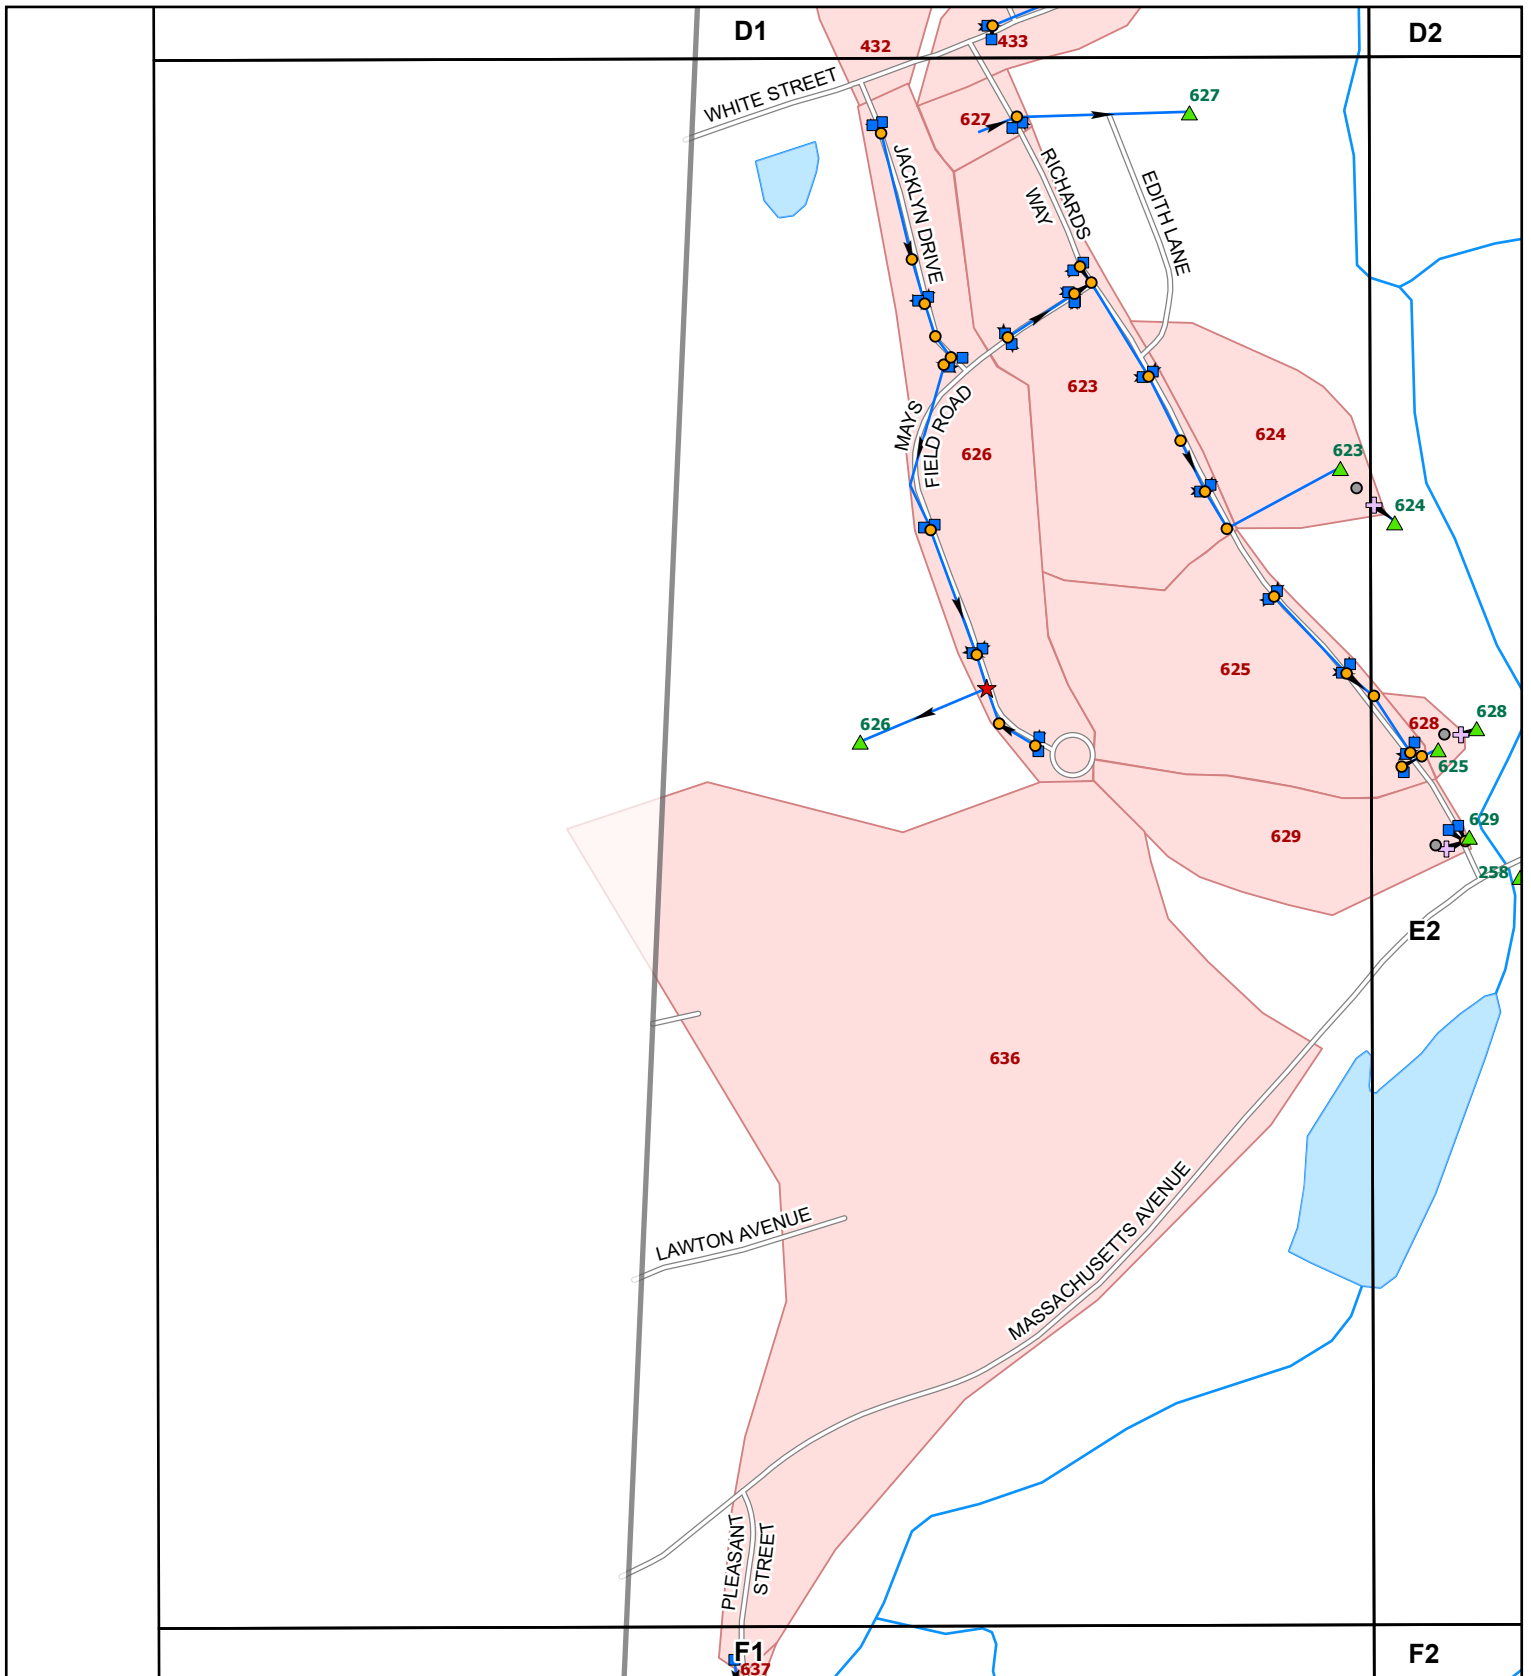 D1
D2
432
433
WHITE STREET
627
627
JACKLYN DRIVE
RICHARDS
WAY
EDITH LANE
623
MAYS
FIELD ROAD
626
624
623
624
625
626
628
628
625
629
629
258
E2
636
LAWTON AVENUE
MASSACHUSETTS AVENUE
PLEASANT
STREET
F1
F2
637